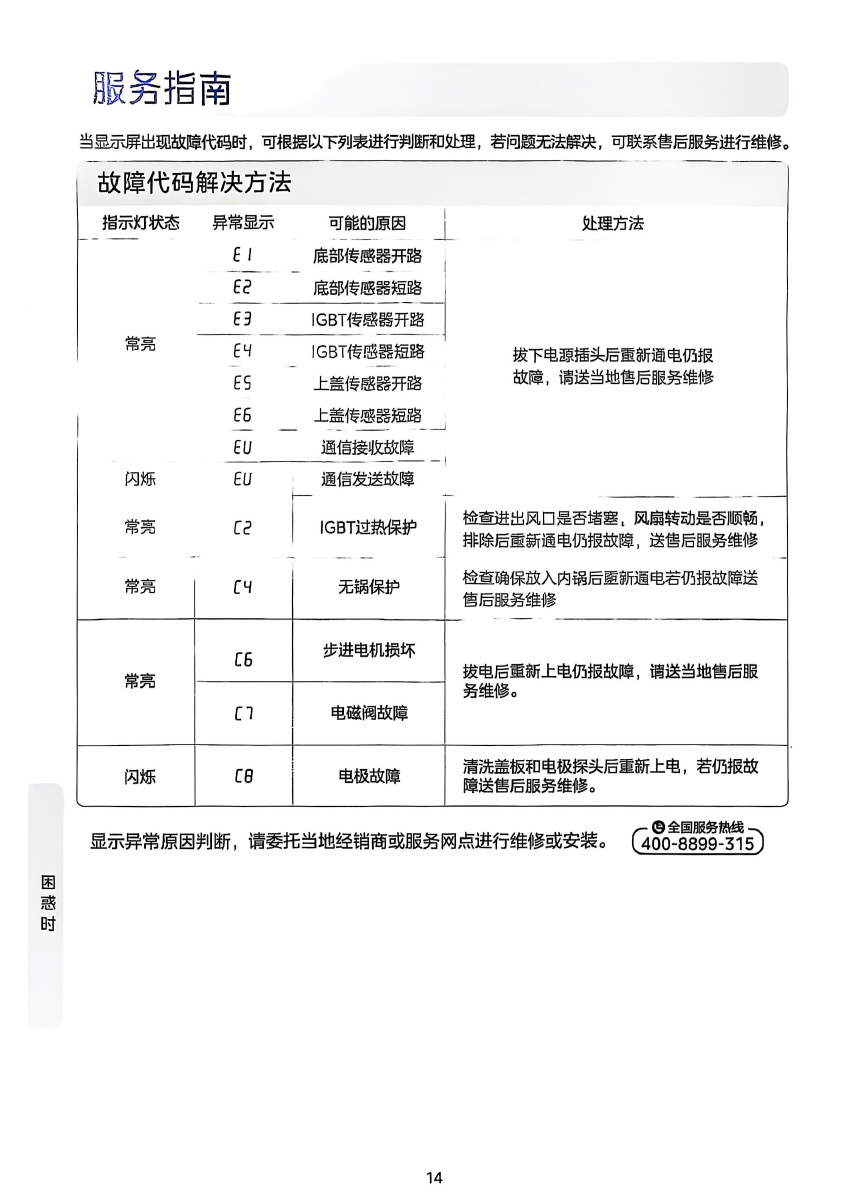 服务指南
当显示屏出现故障代码时，可根据以下列表进行判断和处理，若问题无法解决，可联系售后服务进行维修。
故障代码解决方法
指示灯状态 异常显示 可能的原因 处理方法
E1 底部传感器开路
E2 底部传感器短路
E3 IGBT传感器开路
常亮
E4 IGBT传感器短路
拔下电源插头后重新通电仍报
故障，请送当地售后服务维修
E5 上盖传感器开路
E6 上盖传感器短路
EU 通信接收故障
闪烁 EU 通信发送故障
常亮 C2 IGBT过热保护
检查进出风口是否堵塞，风扇转动是否顺畅，
排除后重新通电仍报故障，送售后服务维修
常亮 C4 无锅保护
检查确保放入内锅后重新通电若仍报故障送
售后服务维修
常亮
C6 步进电机损坏
C7 电磁阀故障
拔电后重新上电仍报故障，请送当地售后服
务维修。
闪烁 C8 电极故障
清洗盖板和电极探头后重新上电，若仍报故
障送售后服务维修。
显示异常原因判断，请委托当地经销商或服务网点进行维修或安装。
全国服务热线
400-8899-315
困惑时
14